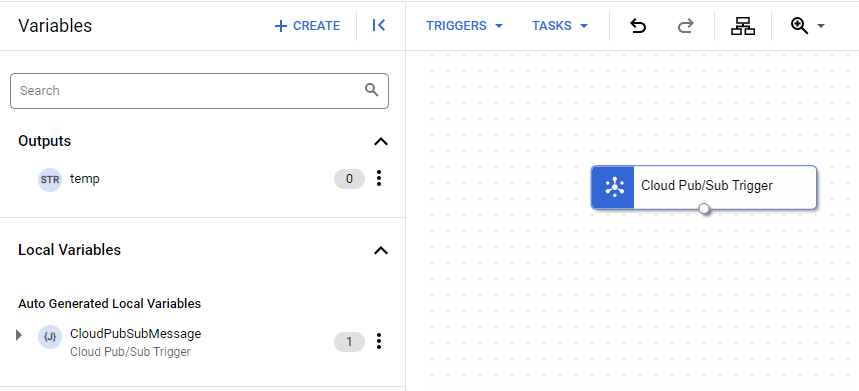 Variables
+ CREATE
TRIGGERS
TASKS
Search
Outputs
STR temp 0
Local Variables
Auto Generated Local Variables
{J} CloudPubSubMessage 1
Cloud Pub/Sub Trigger
Cloud Pub/Sub Trigger